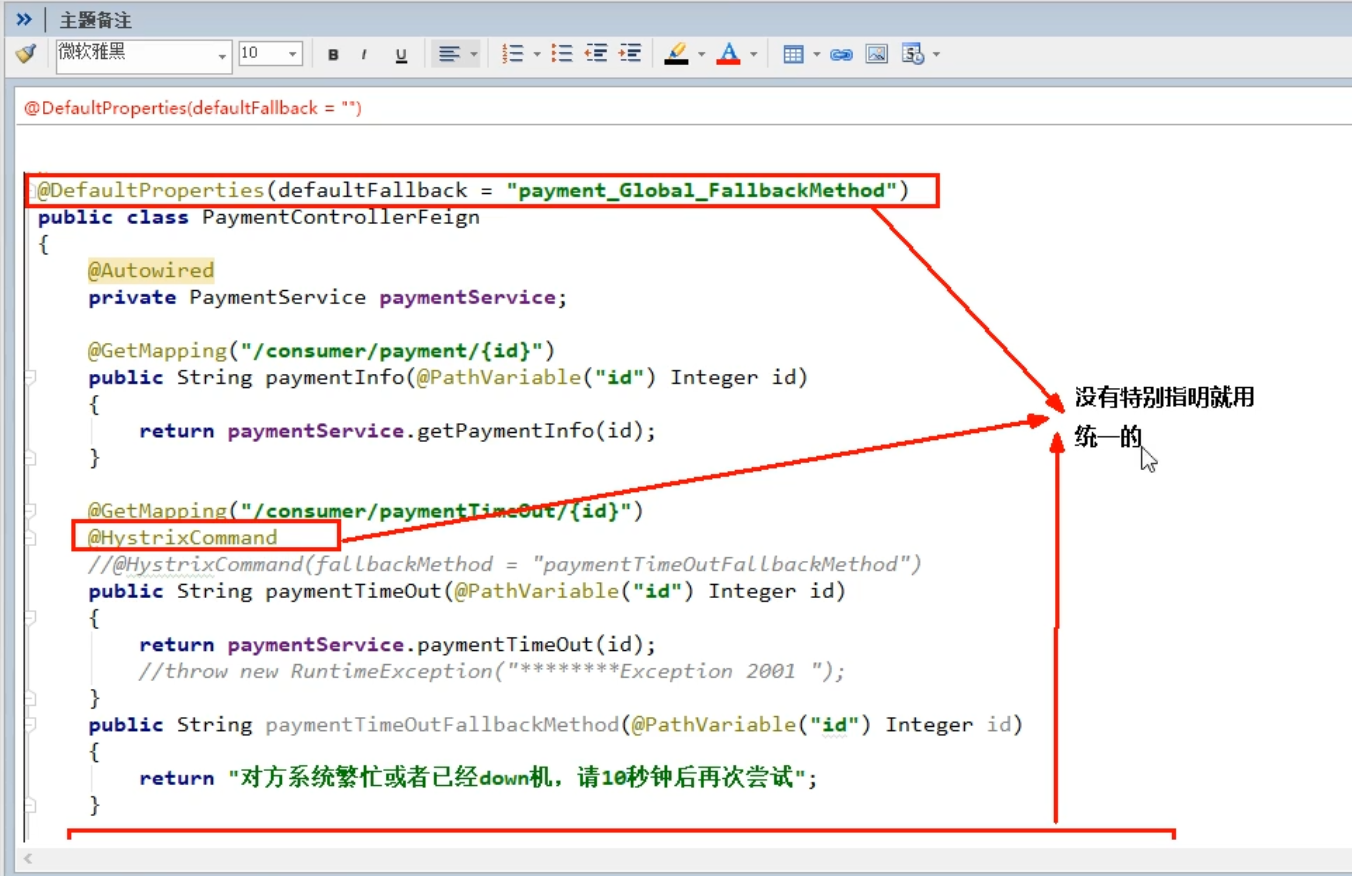 主题备注
微软雅黑 10 B I U
@DefaultProperties(defaultFallback = "")
@DefaultProperties(defaultFallback = "payment_Global_FallbackMethod")
public class PaymentControllerFeign
{
@Autowired
private PaymentService paymentService;
@GetMapping("/consumer/payment/{id}")
public String paymentInfo(@PathVariable("id") Integer id)
{
return paymentService.getPaymentInfo(id);
}
没有特别指明就用
统一的
@GetMapping("/consumer/paymentTimeOut/{id}")
@HystrixCommand
//@HystrixCommand(fallbackMethod = "paymentTimeOutFallbackMethod")
public String paymentTimeOut(@PathVariable("id") Integer id)
{
return paymentService.paymentTimeOut(id);
//throw new RuntimeException("********Exception 2001 ");
}
public String paymentTimeOutFallbackMethod(@PathVariable("id") Integer id)
{
return "对方系统繁忙或者已经down机，请10秒钟后再次尝试";
}